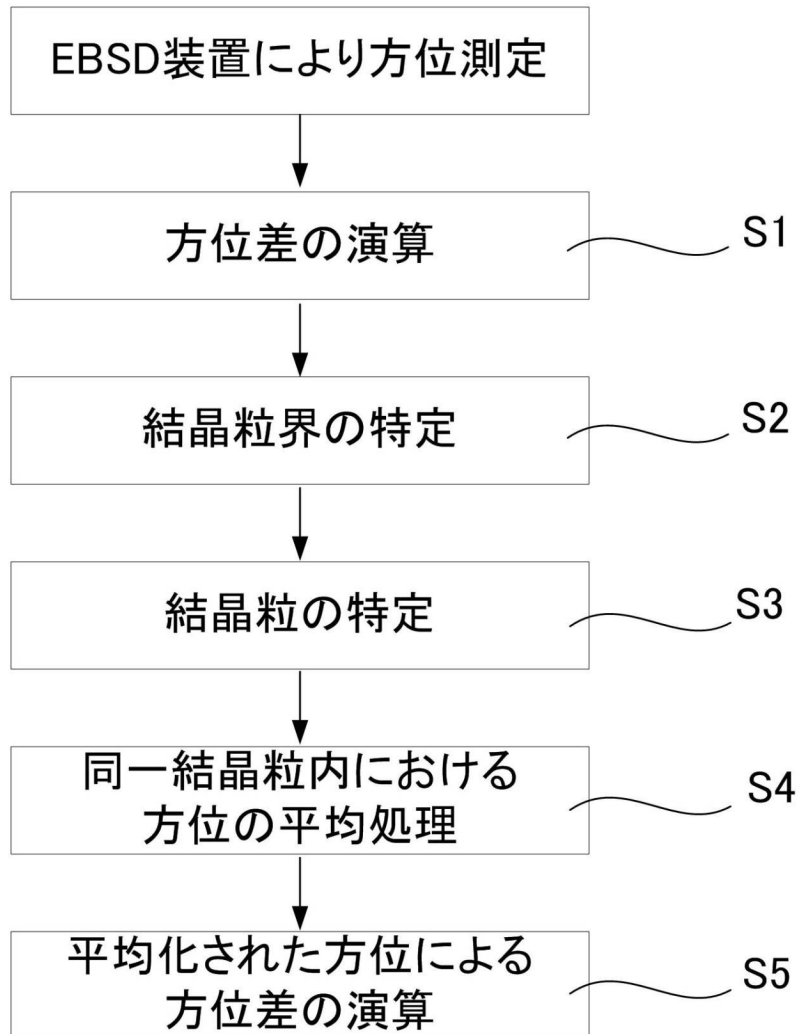 EBSD装置により方位測定
方位差の演算
S1
結晶粒界の特定
S2
結晶粒の特定
S3
同一結晶粒内における
方位の平均処理
S4
平均化された方位による
方位差の演算
S5